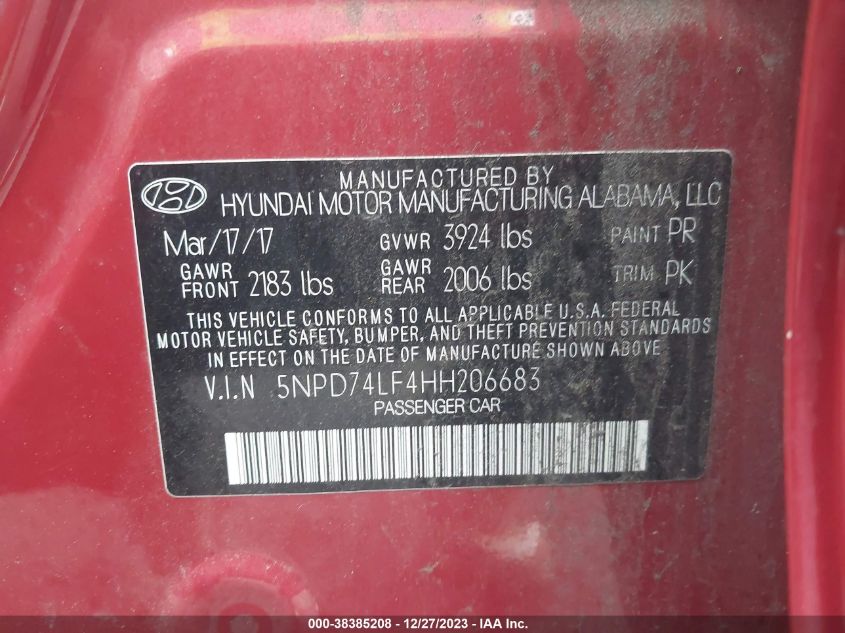 MANUFACTURED BY
HYUNDAI MOTOR MANUFACTURING ALABAMA, LLC
Mar/17/17 GVWR 3924 lbs PAINT PR
GAWR FRONT 2183 lbs GAWR REAR 2006 lbs TRIM PK
THIS VEHICLE CONFORMS TO ALL APPLICABLE U.S.A. FEDERAL
MOTOR VEHICLE SAFETY, BUMPER, AND THEFT PREVENTION STANDARDS
IN EFFECT ON THE DATE OF MANUFACTURE SHOWN ABOVE
V.I.N 5NPD74LF4HH206683
PASSENGER CAR
000-38385208 - 12/27/2023 - IAA Inc.